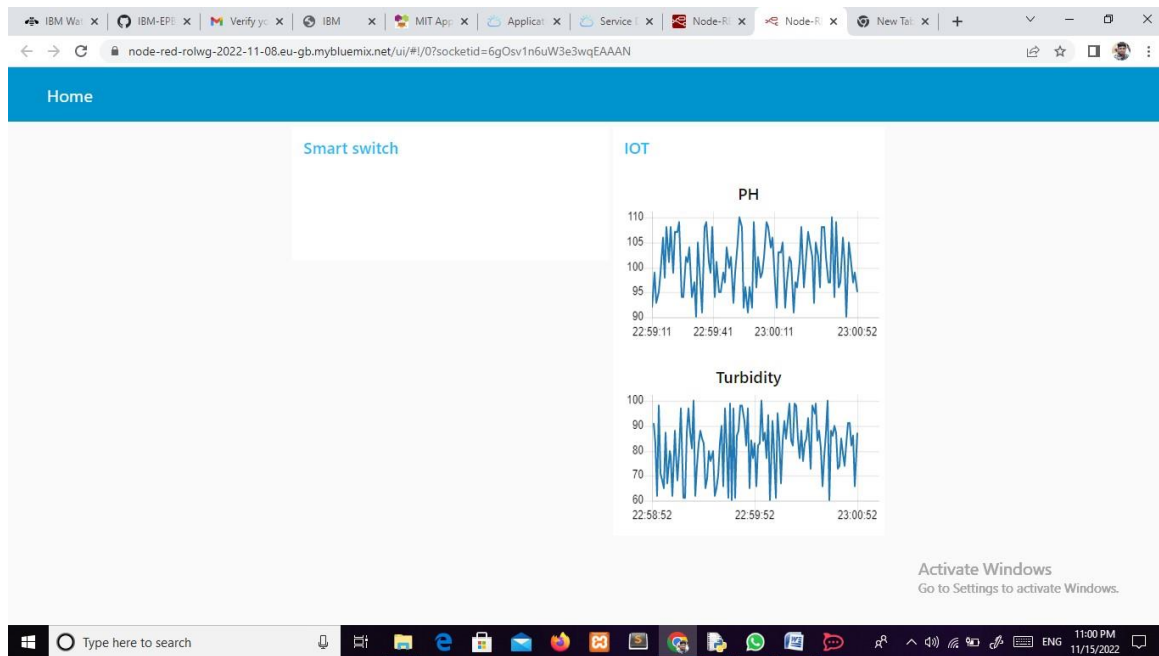 IBM Wat
IBM-EPB
Verify yo
IBM
MIT App
Applicat
Service D
Node-RE
Node-R
New Tab
node-red-rolwg-2022-11-08.eu-gb.mybluemix.net/ui/#!/0?socketid=6gOsv1n6uW3e3wqEAAAN
Home
Smart switch
IOT
PH
110
105
100
95
90
22:59:11 22:59:41 23:00:11 23:00:52
Turbidity
100
90
80
70
60
22:58:52 22:59:52 23:00:52
Activate Windows
Go to Settings to activate Windows.
Type here to search
ENG
11:00 PM
11/15/2022